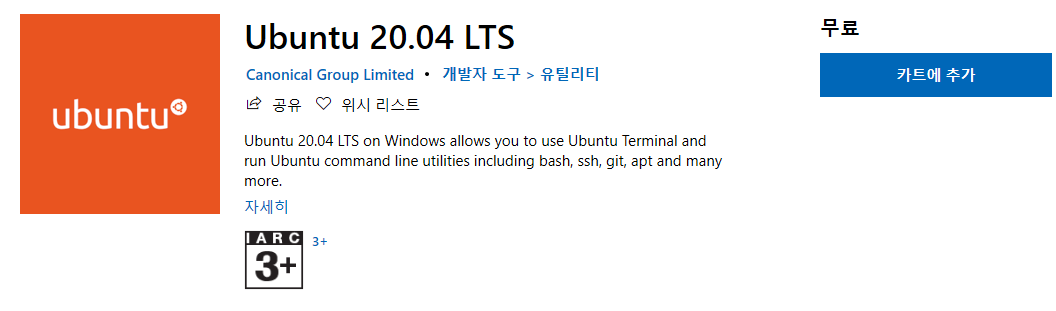 ubuntu
Ubuntu 20.04 LTS
Canonical Group Limited • 개발자 도구 > 유틸리티
공유 위시 리스트
Ubuntu 20.04 LTS on Windows allows you to use Ubuntu Terminal and
run Ubuntu command line utilities including bash, ssh, git, apt and many
more.
자세히
IARC
3+
3+
무료
카트에 추가